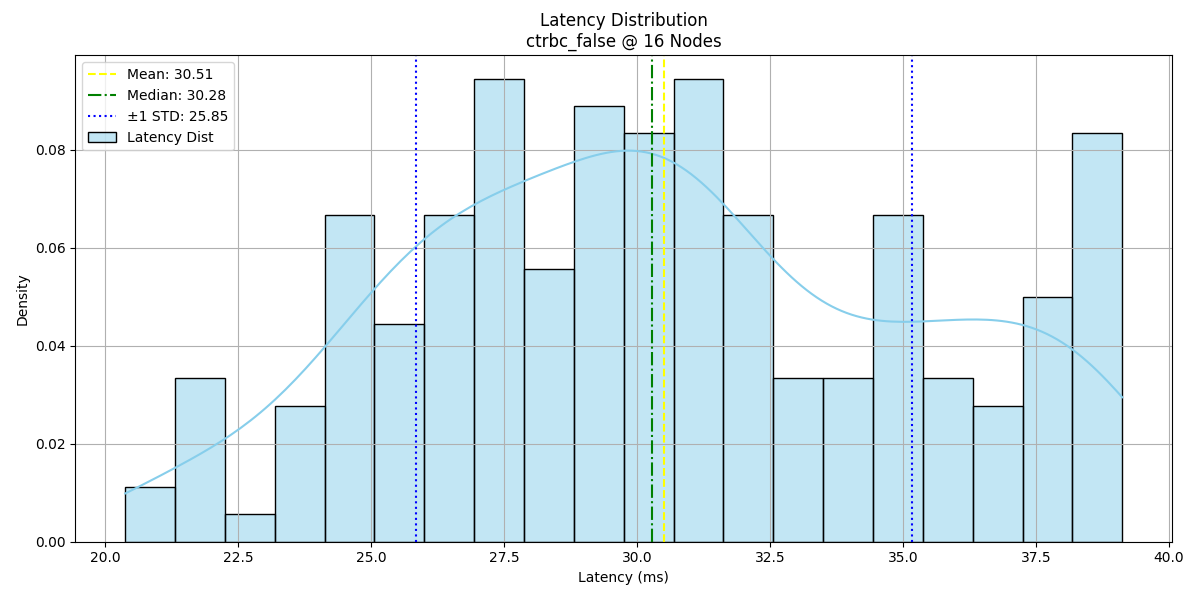 Latency Distribution
ctrbc_false @ 16 Nodes
Mean: 30.51
Median: 30.28
±1 STD: 25.85
Latency Dist
Density
0.08
0.06
0.04
0.02
0.00
20.0 22.5 25.0 27.5 30.0 32.5 35.0 37.5 40.0
Latency (ms)